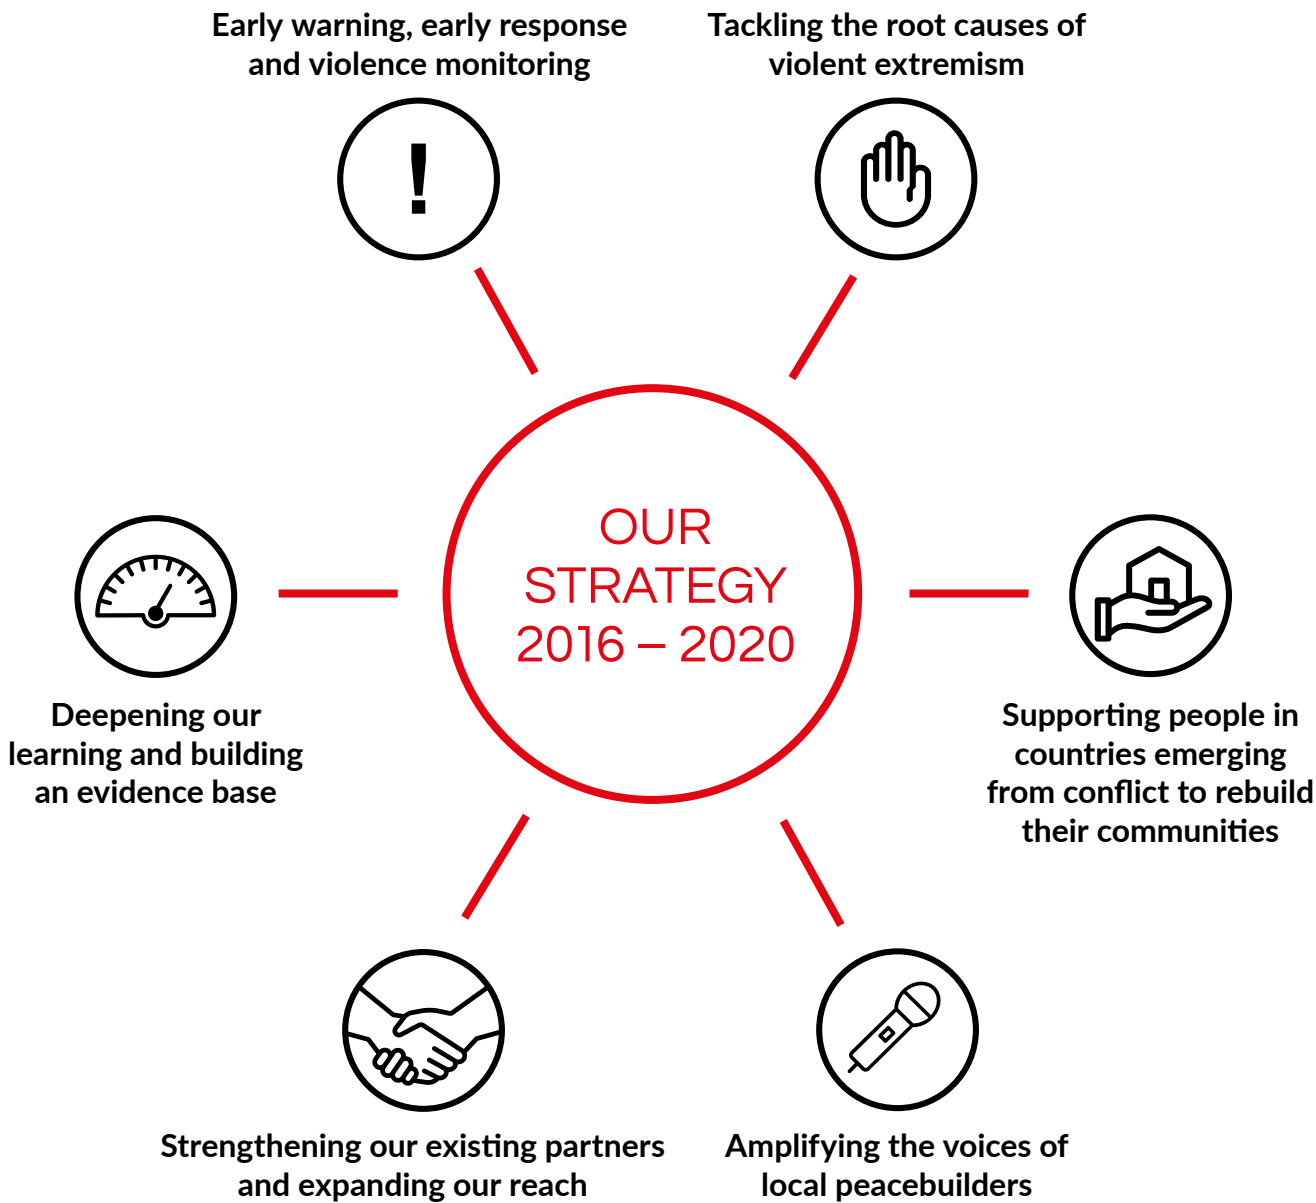 Early warning, early response
and violence monitoring
Tackling the root causes of
violent extremism
!
OUR
STRATEGY
2016 – 2020
Deepening our
learning and building
an evidence base
Supporting people in
countries emerging
from conflict to rebuild
their communities
Strengthening our existing partners
and expanding our reach
Amplifying the voices of
local peacebuilders